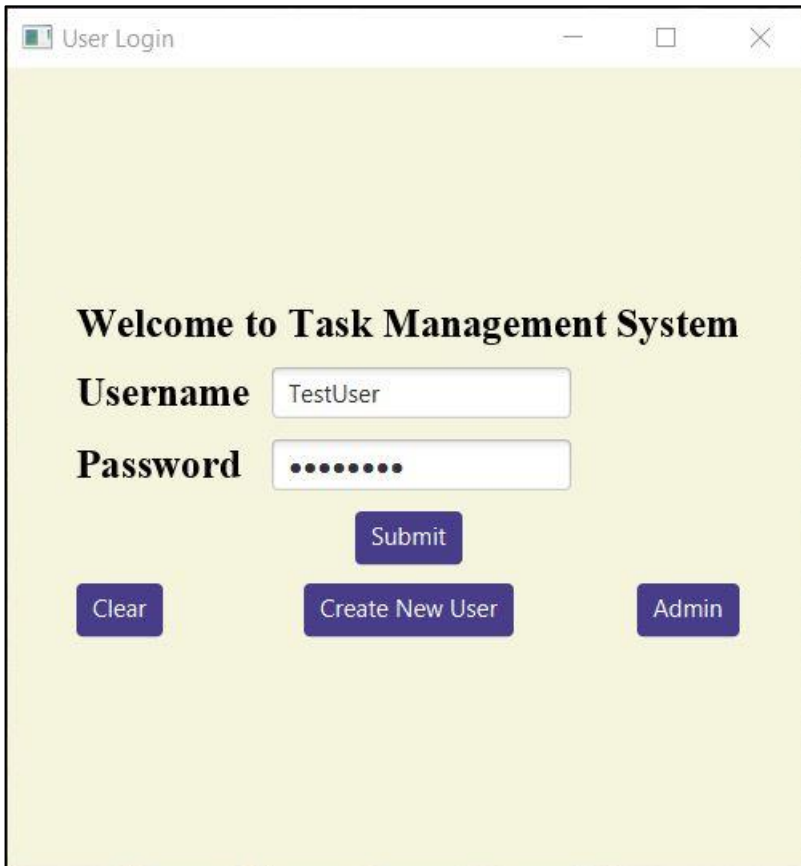 User Login
Welcome to Task Management System
Username TestUser
Password ••••••••
Submit
Clear Create New User Admin